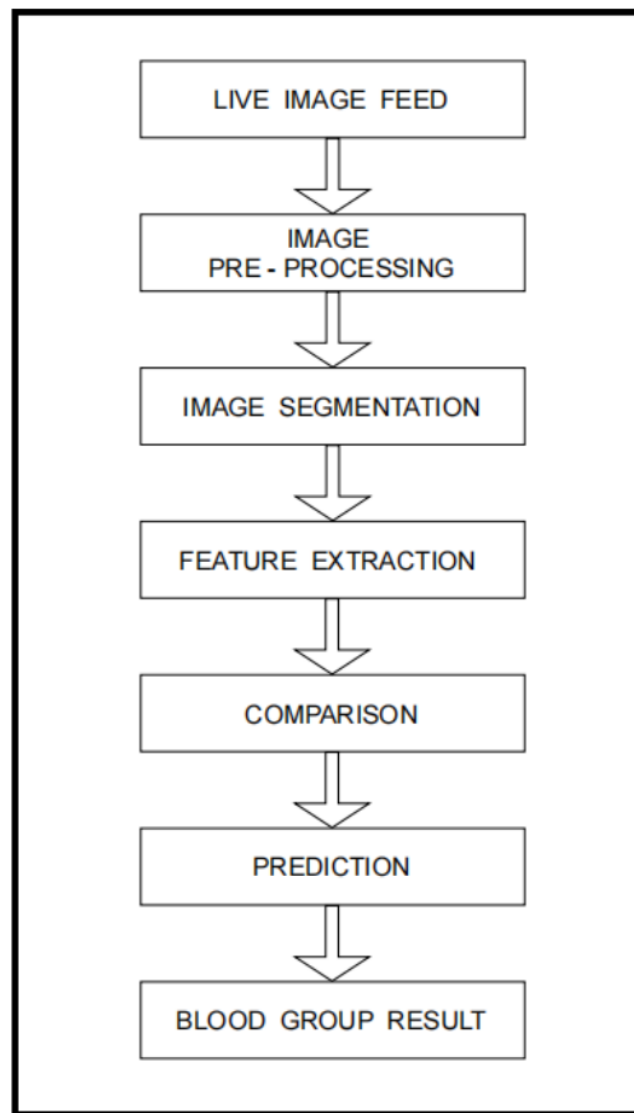 LIVE IMAGE FEED
IMAGE
PRE - PROCESSING
IMAGE SEGMENTATION
FEATURE EXTRACTION
COMPARISON
PREDICTION
BLOOD GROUP RESULT